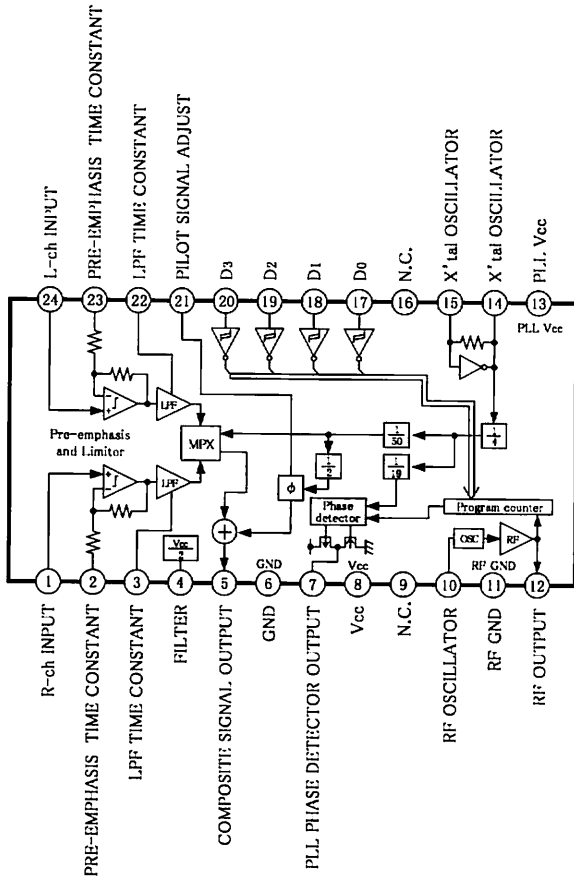 L-ch INPUT
PRE-EMPHASIS TIME CONSTANT
LPF TIME CONSTANT
PILOT SIGNAL ADJUST
D3
D2
D1
D0
N.C.
X'tal OSCILLATOR
X'tal OSCILLATOR
PLL Vcc
24
23
22
21
20
19
18
17
16
15
14
13
PLL Vcc
LPF
Pre-emphasis
and Limitor
MPX
1/50
1/4
1/2
1/19
LPF
ϕ
Phase
detector
Program counter
+
Vcc/2
OSC
RF
GND
Vcc
RF GND
1
2
3
4
5
6
7
8
9
10
11
12
R-ch INPUT
PRE-EMPHASIS TIME CONSTANT
LPF TIME CONSTANT
FILTER
COMPOSITE SIGNAL OUTPUT
GND
PLL PHASE DETECTOR OUTPUT
Vcc
N.C.
RF OSCILLATOR
RF GND
RF OUTPUT